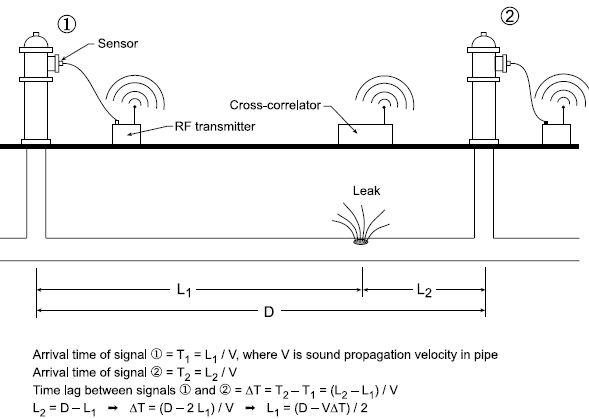 ①
②
Sensor
Cross-correlator
RF transmitter
Leak
L₁
L₂
D
Arrival time of signal ① = T₁ = L₁ / V, where V is sound propagation velocity in pipe
Arrival time of signal ② = T₂ = L₂ / V
Time lag between signals ① and ② = ΔT = T₂ – T₁ = (L₂ – L₁) / V
L₂ = D – L₁ ➡ ΔT = (D – 2 L₁) / V ➡ L₁ = (D – VΔT) / 2